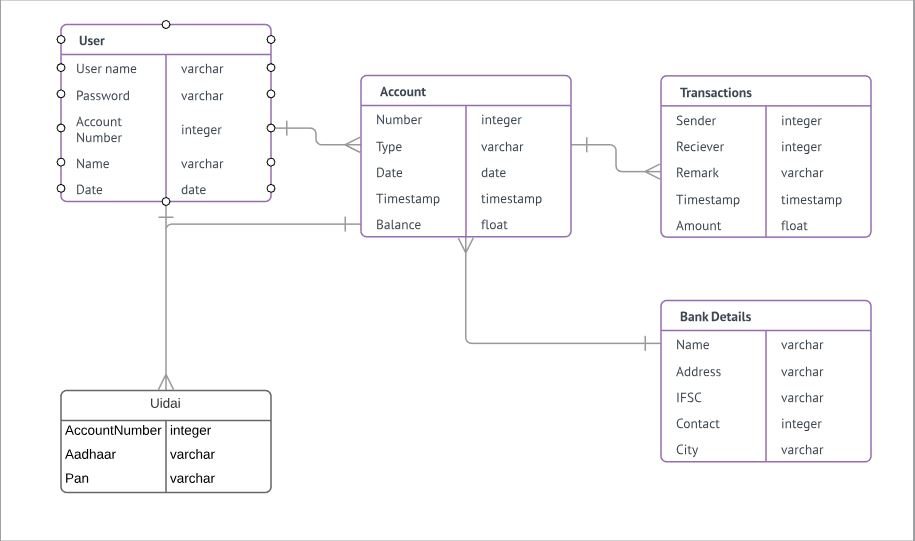 User
User name varchar
Password varchar
Account
Number integer
Name varchar
Date date
Account
Number integer
Type varchar
Date date
Timestamp timestamp
Balance float
Transactions
Sender integer
Reciever integer
Remark varchar
Timestamp timestamp
Amount float
Bank Details
Name varchar
Address varchar
IFSC varchar
Contact integer
City varchar
Uidai
AccountNumber integer
Aadhaar varchar
Pan varchar